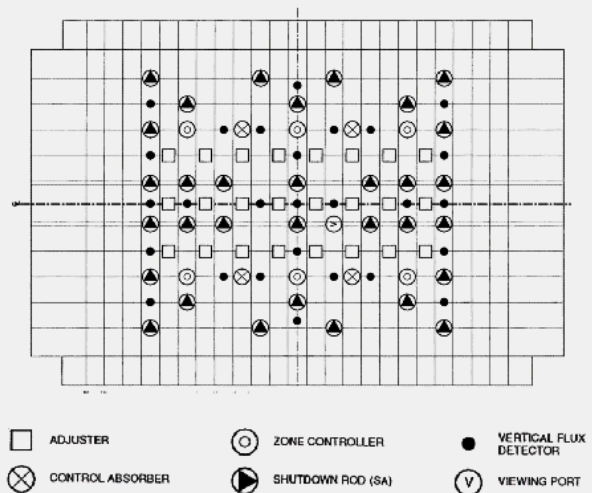 ADJUSTER
ZONE CONTROLLER
VERTICAL FLUX
DETECTOR
CONTROL ABSORBER
SHUTDOWN ROD (SA)
V
VIEWING PORT